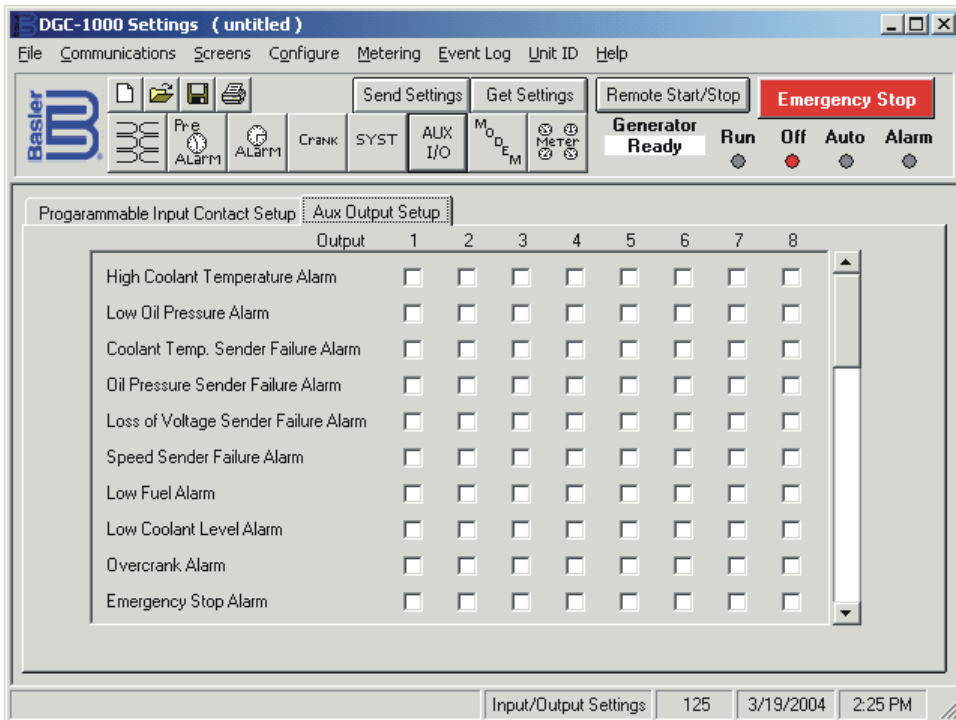 DGC-1000 Settings ( untitled )
File Communications Screens Configure Metering Event Log Unit ID Help
Basler
Send Settings Get Settings Remote Start/Stop Emergency Stop
Pre ALarm
ALarm
Crank
SYST
AUX I/O
MODEM
Meter
Generator Ready
Run Off Auto Alarm
Progarammable Input Contact Setup Aux Output Setup
Output 1 2 3 4 5 6 7 8
High Coolant Temperature Alarm
Low Oil Pressure Alarm
Coolant Temp. Sender Failure Alarm
Oil Pressure Sender Failure Alarm
Loss of Voltage Sender Failure Alarm
Speed Sender Failure Alarm
Low Fuel Alarm
Low Coolant Level Alarm
Overcrank Alarm
Emergency Stop Alarm
Input/Output Settings 125 3/19/2004 2:25 PM